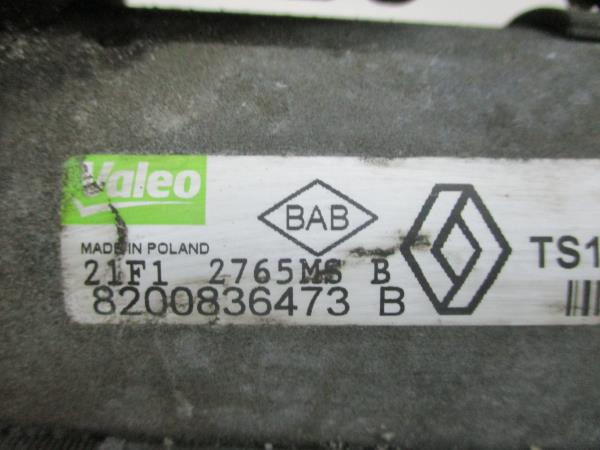 Valeo
BAB
MADE IN POLAND
TS1
21F1 2765MS B
8200836473 B